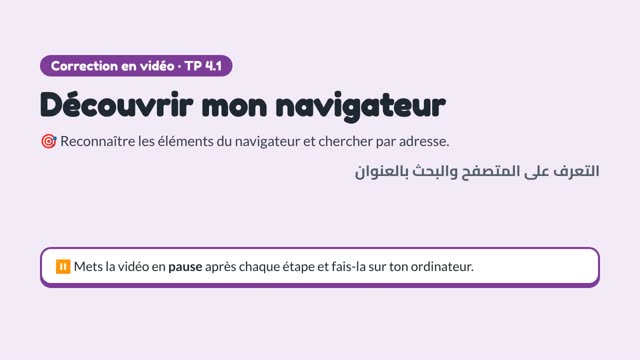 Correction en vidéo · TP 4.1
Découvrir mon navigateur
🎯 Reconnaître les éléments du navigateur et chercher par adresse.
التعرف على المتصفح والبحث بالعنوان
⏸️ Mets la vidéo en pause après chaque étape et fais-la sur ton ordinateur.